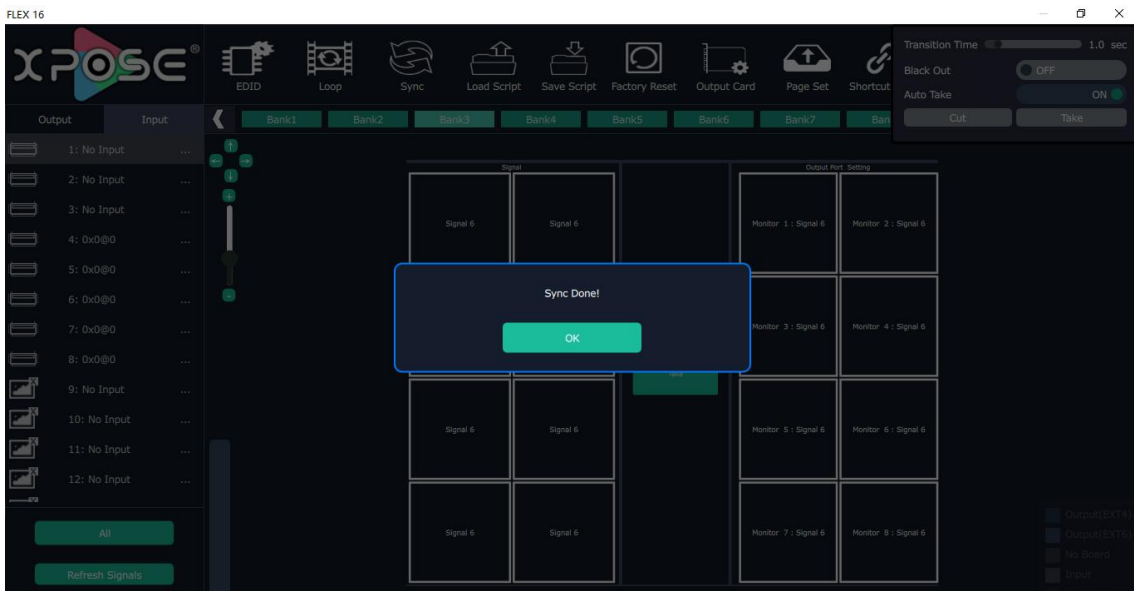 FLEX 16
XPOSE®
EDID
Loop
Sync
Load Script
Save Script
Factory Reset
Output Card
Page Set
Shortcut
Transition Time
1.0 sec
Black Out
OFF
Auto Take
ON
Cut
Take
Output
Input
Bank1
Bank2
Bank3
Bank4
Bank5
Bank6
Bank7
Ban
1: No Input ...
2: No Input ...
3: No Input ...
4: 0x0@0 ...
5: 0x0@0 ...
6: 0x0@0 ...
7: 0x0@0 ...
8: 0x0@0 ...
9: No Input ...
10: No Input ...
11: No Input ...
12: No Input ...
All
Refresh Signals
Signal
Output Port Setting
Signal 6
Signal 6
Monitor 1 : Signal 6
Monitor 2 : Signal 6
Sync Done!
OK
Monitor 3 : Signal 6
Monitor 4 : Signal 6
Signal 6
Signal 6
Monitor 5 : Signal 6
Monitor 6 : Signal 6
Signal 6
Signal 6
Monitor 7 : Signal 6
Monitor 8 : Signal 6
Output(EXT4)
Output(EXT6)
No Board
Input